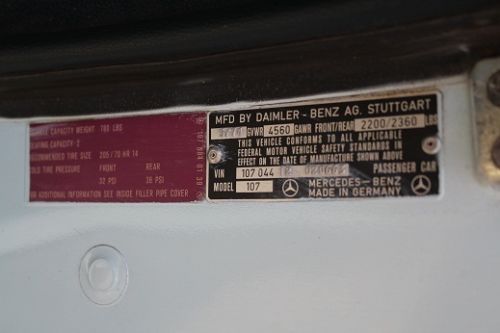 VEHICLE CAPACITY WEIGHT 700 LBS
SEATING CAPACITY: 2
RECOMMENDED TIRE SIZE 205/70 HR 14
COLD TIRE PRESSURE FRONT REAR
32 PSI 36 PSI
FOR ADDITIONAL INFORMATION SEE INSIDE FILLER PIPE COVER
MFD BY DAIMLER - BENZ AG. STUTTGART
GVWR 4560 GAWR FRONT/REAR 2200/2360 LBS
THIS VEHICLE CONFORMS TO ALL APPLICABLE
FEDERAL MOTOR VEHICLE SAFETY STANDARDS IN
EFFECT ON THE DATE OF MANUFACTURE SHOWN ABOVE
VIN 107 044 PASSENGER CAR
MODEL 107 MERCEDES-BENZ
MADE IN GERMANY